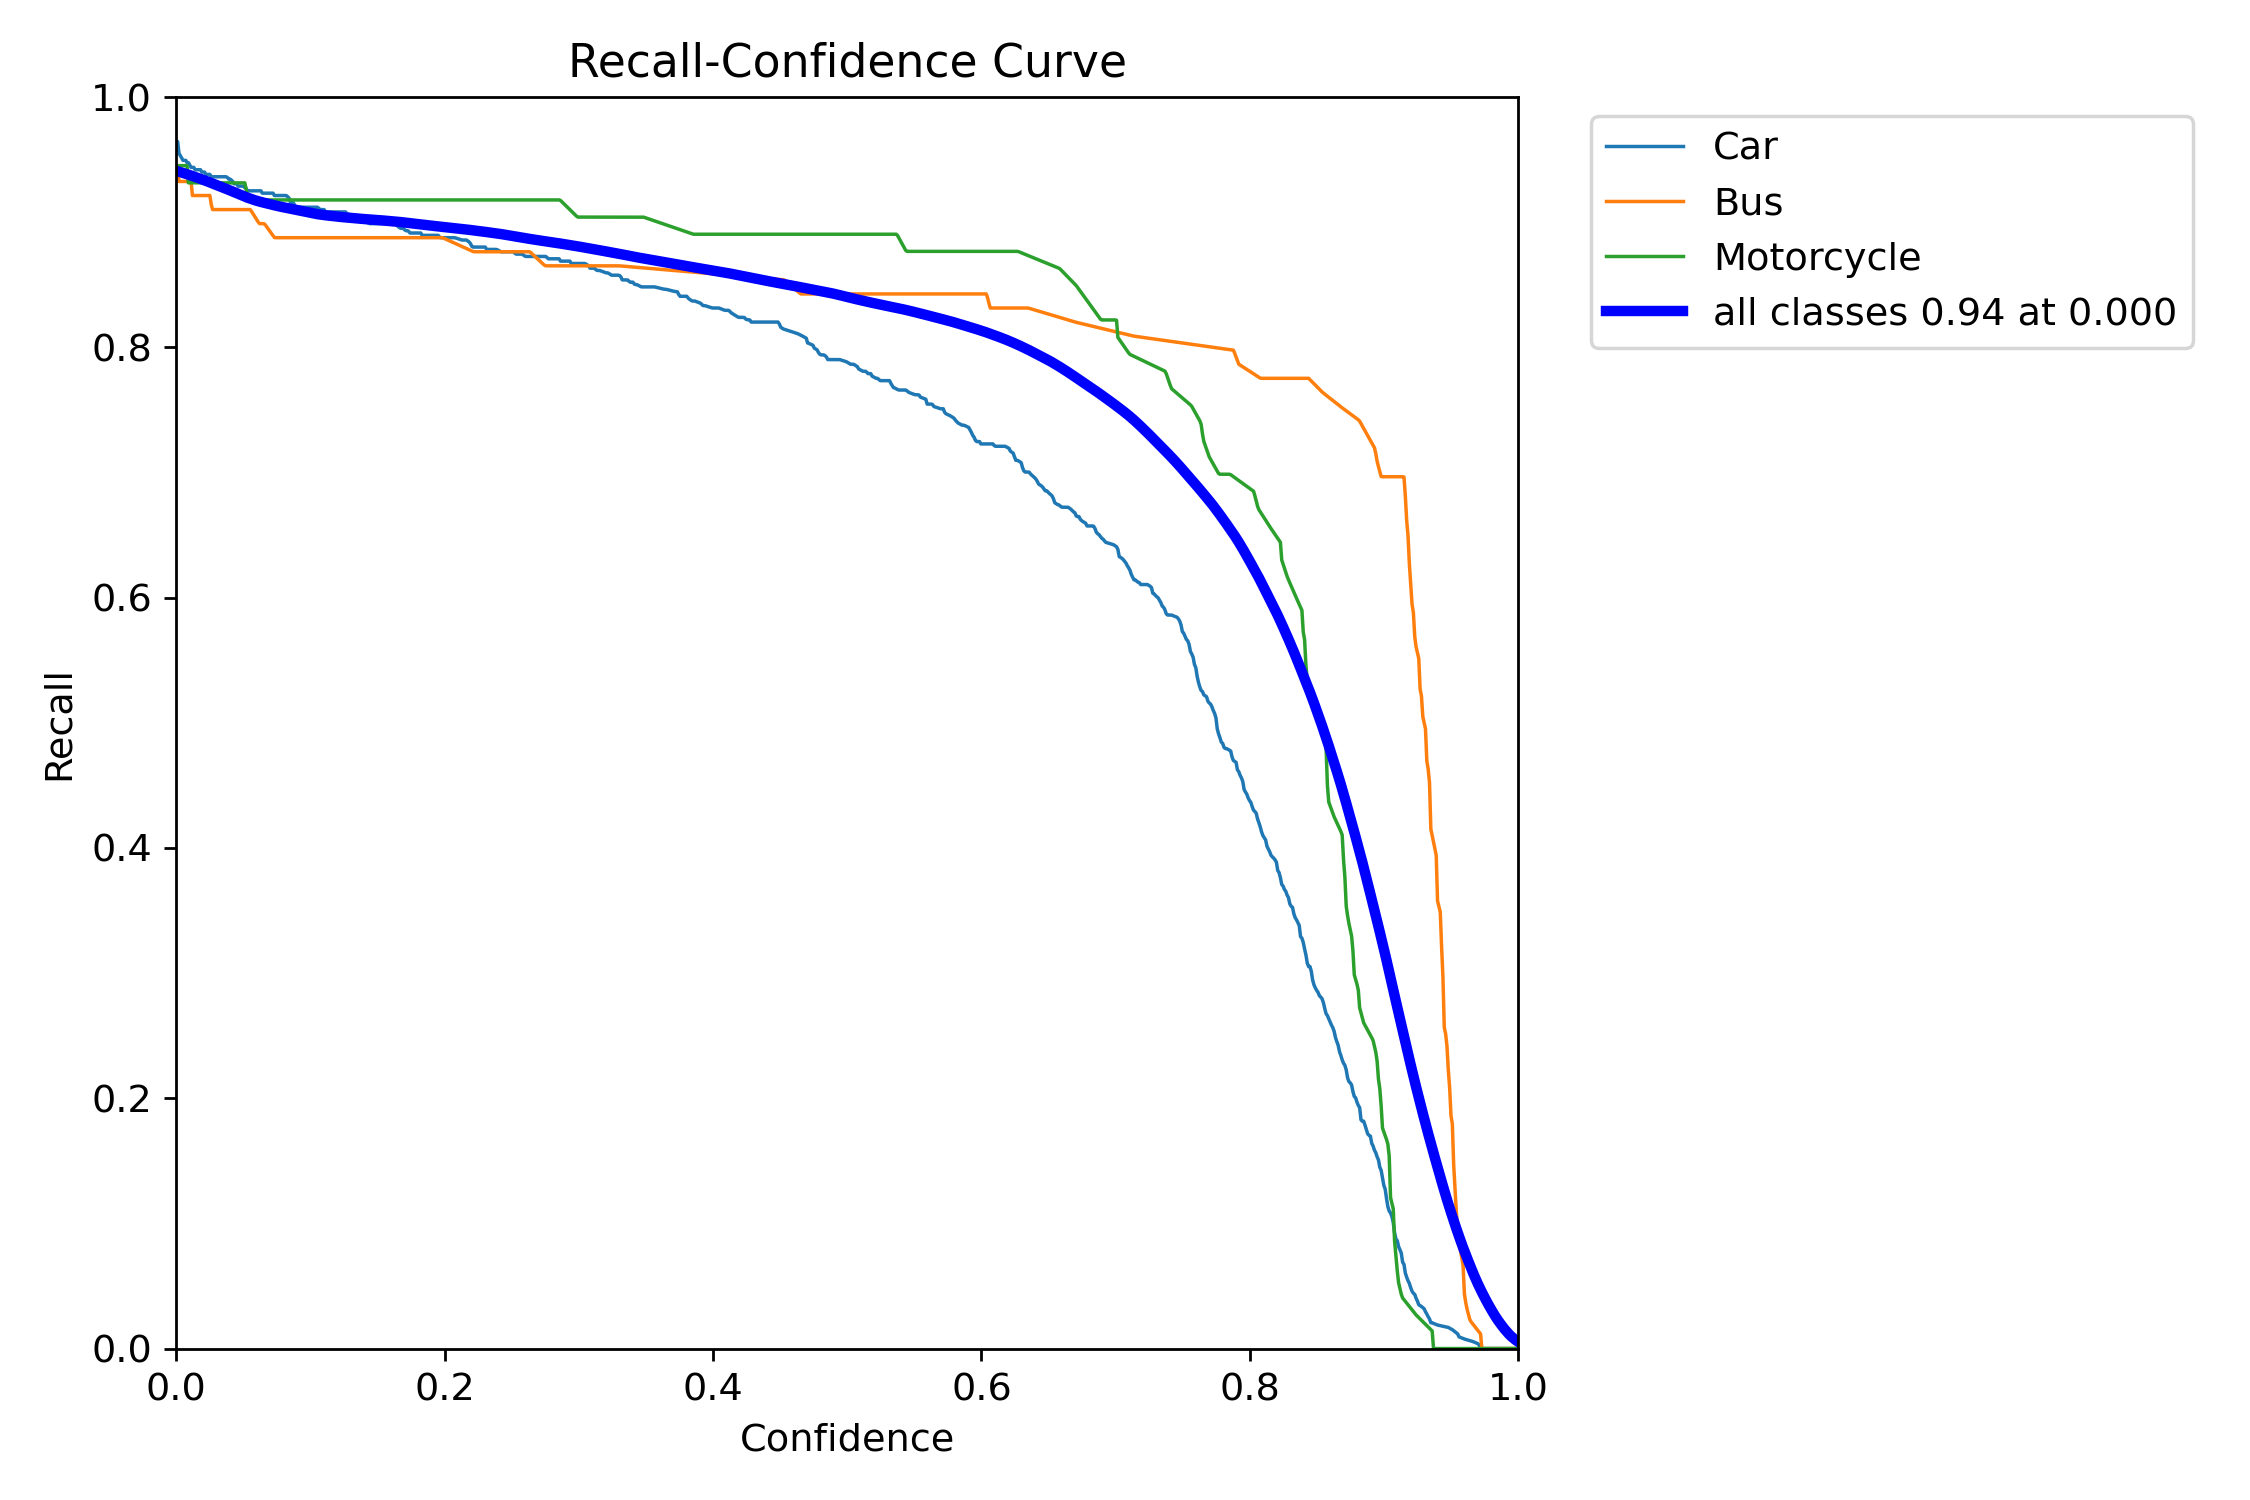 Recall-Confidence Curve
1.0
0.8
0.6
0.4
0.2
0.0
Recall
0.0 0.2 0.4 0.6 0.8 1.0
Confidence
Car
Bus
Motorcycle
all classes 0.94 at 0.000